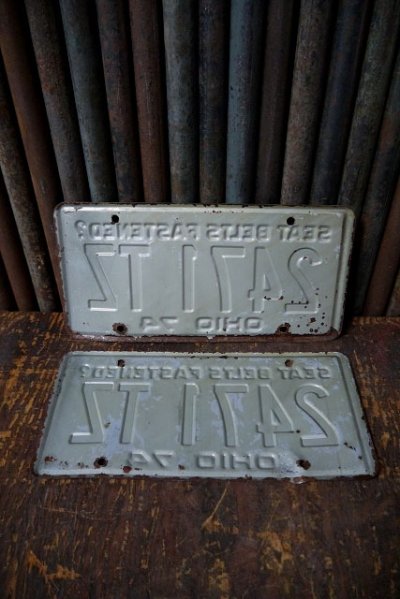 SEAT BELTS FASTENED?
2471 TZ
OHIO 74
SEAT BELTS FASTENED?
2471 TZ
OHIO 74